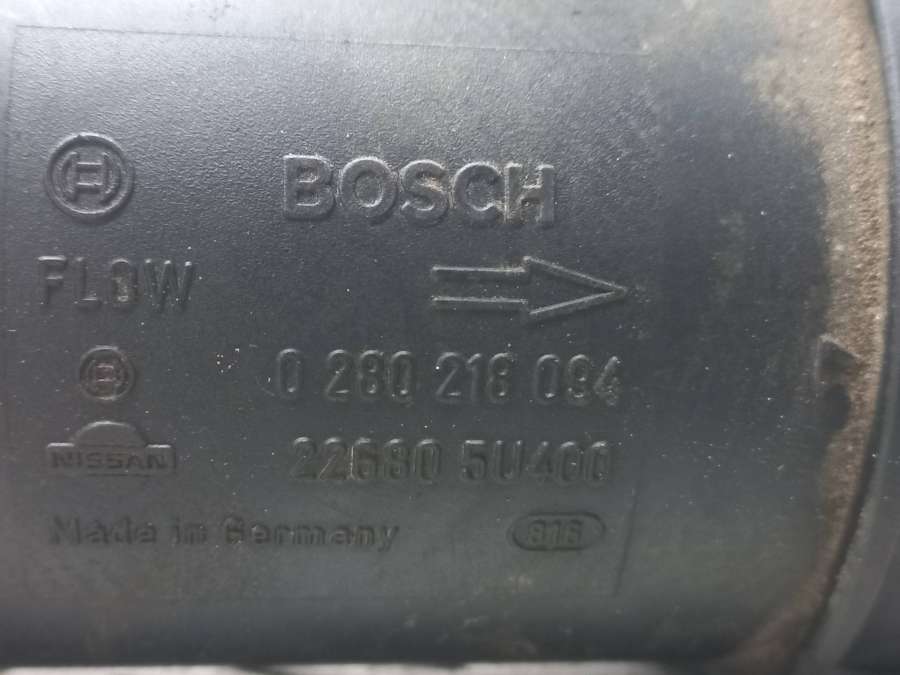 BOSCH
FLOW
B 0 280 218 094
NISSAN 22680 5U400
Made in Germany 816